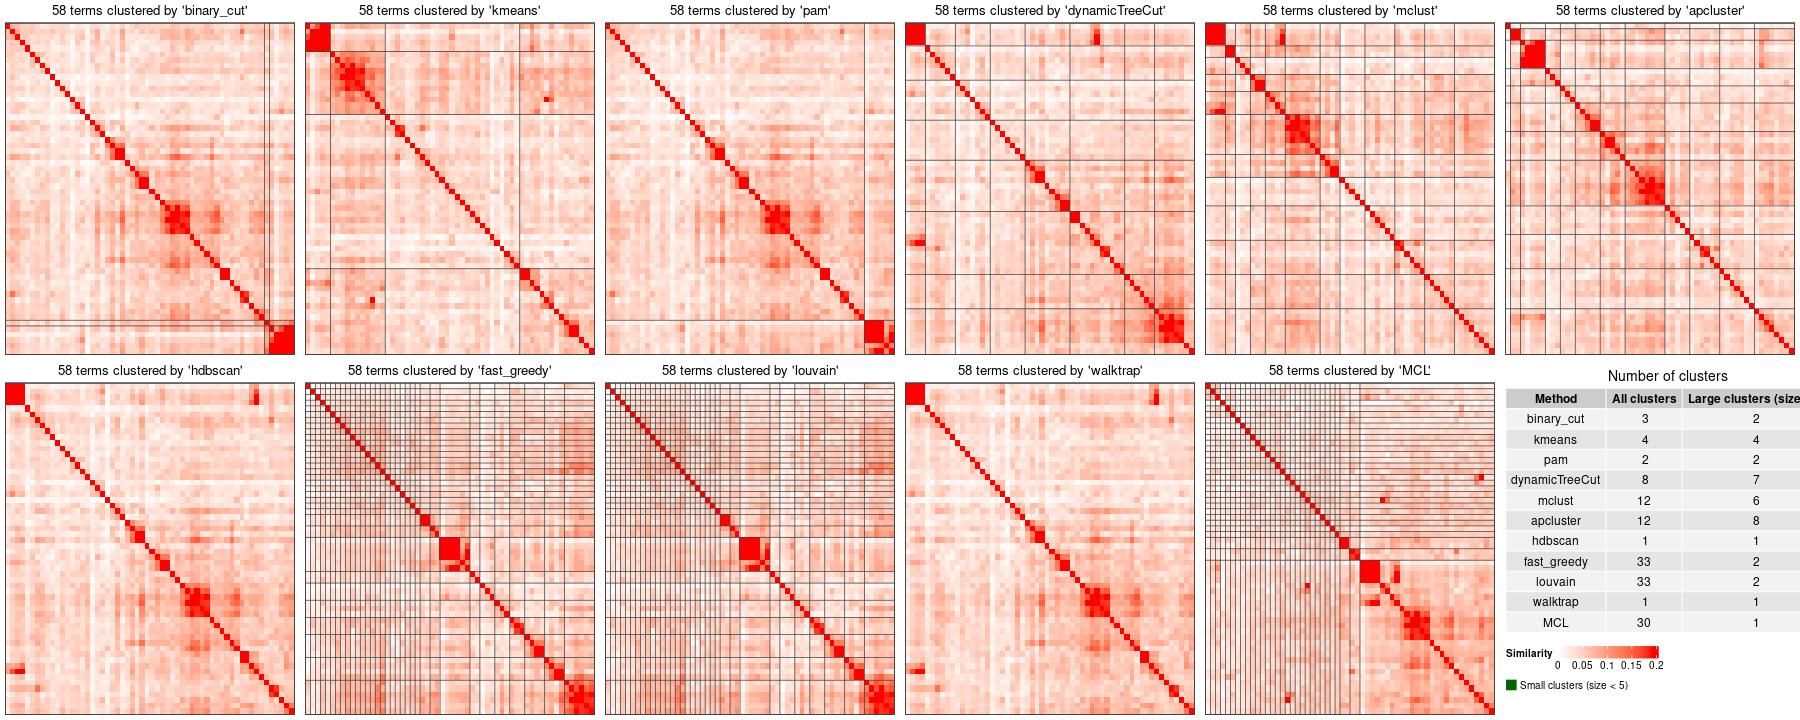 58 terms clustered by 'binary_cut'
58 terms clustered by 'kmeans'
58 terms clustered by 'pam'
58 terms clustered by 'dynamicTreeCut'
58 terms clustered by 'mclust'
58 terms clustered by 'apcluster'
58 terms clustered by 'hdbscan'
58 terms clustered by 'fast_greedy'
58 terms clustered by 'louvain'
58 terms clustered by 'walktrap'
58 terms clustered by 'MCL'
Number of clusters
Method All clusters Large clusters (size
binary_cut 3 2
kmeans 4 4
pam 2 2
dynamicTreeCut 8 7
mclust 12 6
apcluster 12 8
hdbscan 1 1
fast_greedy 33 2
louvain 33 2
walktrap 1 1
MCL 30 1
Similarity
0 0.05 0.1 0.15 0.2
Small clusters (size < 5)